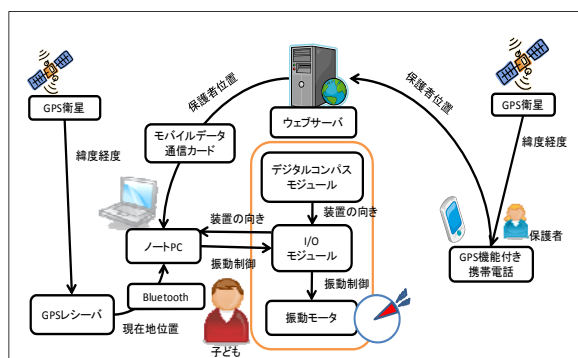 GPS衛星
緯度経度
GPSレシーバ
現在地位置
Bluetooth
ノートPC
モバイルデータ
通信カード
保護者位置
ウェブサーバ
デジタルコンパス
モジュール
装置の向き
装置の向き
I/O
モジュール
振動制御
振動制御
振動モータ
子ども
保護者位置
GPS衛星
緯度経度
保護者
GPS機能付き
携帯電話